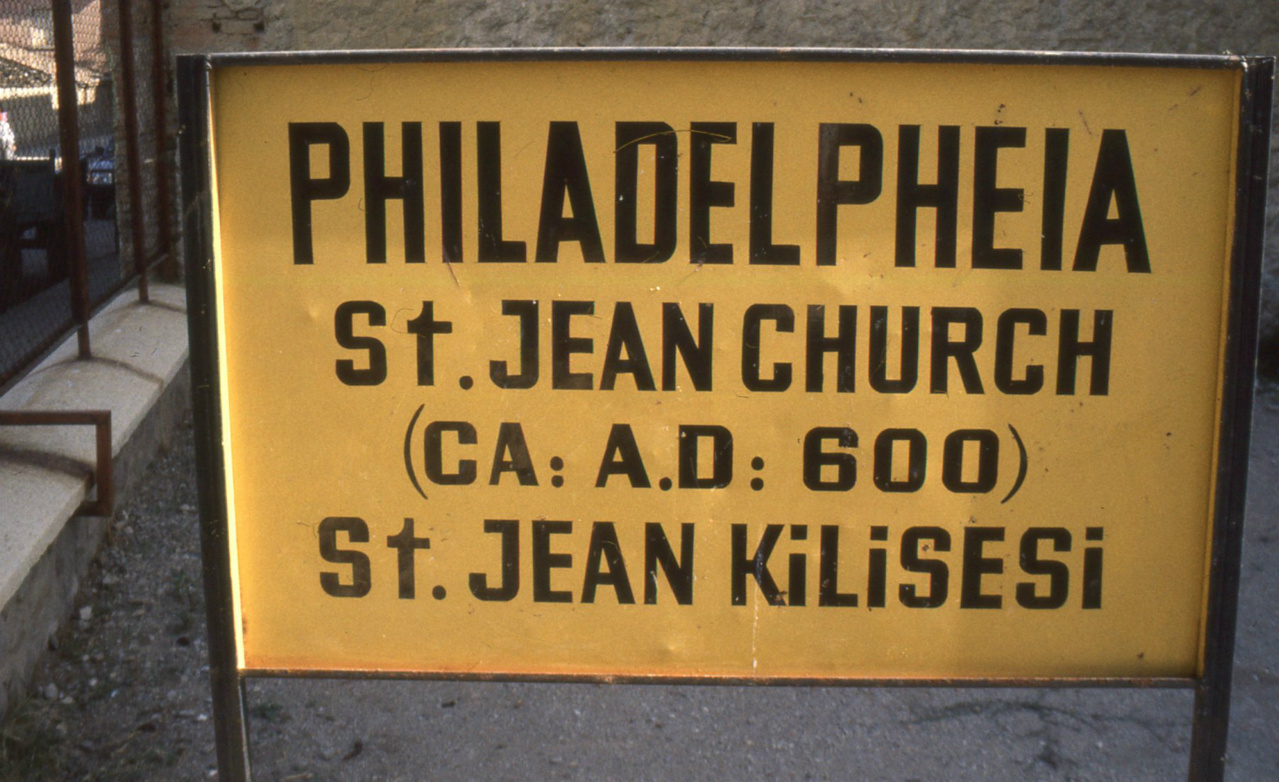 PHILADELPHEIA
St. JEAN CHURCH
(CA: A.D: 600)
St. JEAN KiLiSESi